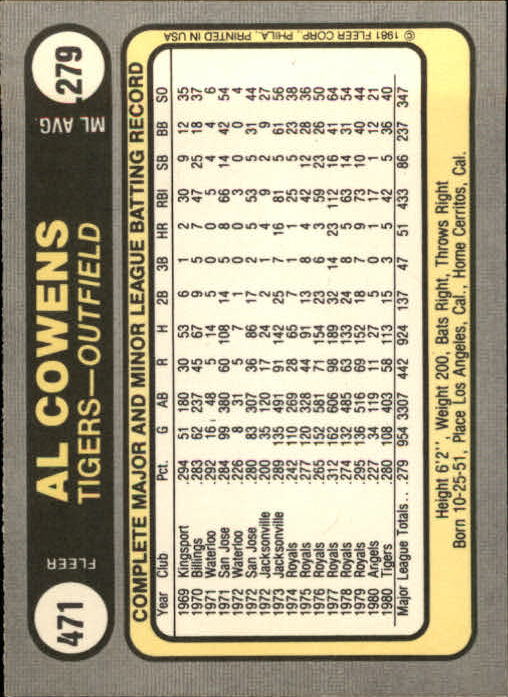 471
FLEER
AL COWENS
TIGERS—OUTFIELD
ML AVG.
.279
COMPLETE MAJOR AND MINOR LEAGUE BATTING RECORD
Year Club Pct. G AB R H 2B 3B HR RBI SB BB SO
1969 Kingsport .294 51 180 30 53 9 3 2 30 9 12 35
1970 Billings .283 62 237 45 67 6 3 7 47 25 18 37
1971 Waterloo .292 16 48 5 14 5 1 0 5 4 4 6
1971 San Jose .284 99 380 60 108 14 5 8 66 14 42 54
1972 Waterloo .226 8 31 4 7 1 0 0 3 0 0 4
1972 San Jose .280 83 307 36 86 17 2 5 53 5 31 44
1972 Jacksonville .200 35 120 17 24 2 1 4 9 2 9 27
1973 Jacksonville .289 135 491 91 142 25 7 16 81 5 61 56
1974 Royals .242 110 269 28 65 7 1 1 25 5 23 38
1975 Royals .277 120 328 44 91 13 8 4 42 12 28 36
1976 Royals .265 152 581 71 154 23 6 3 59 23 26 50
1977 Royals .312 162 606 98 189 32 14 23 112 16 41 64
1978 Royals .274 132 485 63 133 24 8 5 63 14 31 54
1979 Royals .295 136 516 69 152 18 7 9 73 10 40 44
1980 Angels .227 34 119 11 27 5 0 1 17 1 12 21
1980 Tigers .280 108 403 58 113 15 3 5 42 5 36 40
Major League Totals . . .279 954 3307 442 924 137 47 51 433 86 237 347
Height 6'2", Weight 200, Bats Right, Throws Right
Born 10-25-51, Place Los Angeles, Cal., Home Cerritos, Cal.
© 1981 FLEER CORP., PHILA., PRINTED IN USA